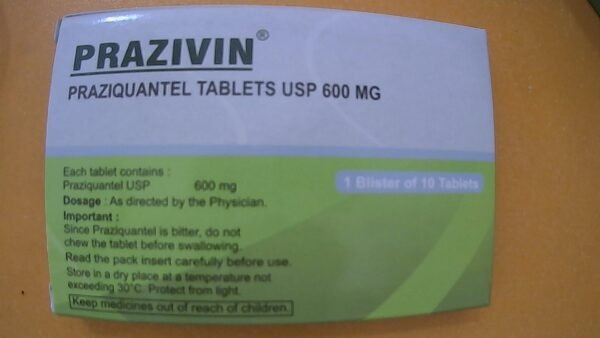 PRAZIVIN®
PRAZIQUANTEL TABLETS USP 600 MG
Each tablet contains :
Praziquantel USP 600 mg
1 Blister of 10 Tablets
Dosage : As directed by the Physician.
Important :
Since Praziquantel is bitter, do not
chew the tablet before swallowing.
Read the pack insert carefully before use.
Store in a dry place at a temperature not
exceeding 30°C. Protect from light.
Keep medicines out of reach of children.